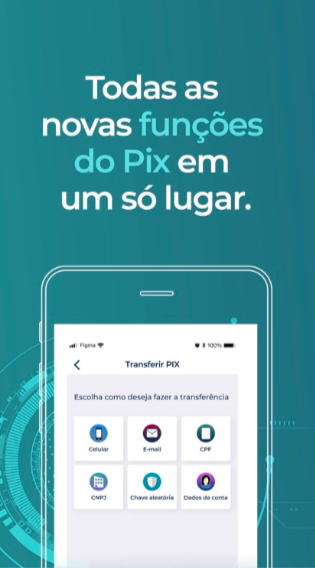 Todas as
novas funções
do Pix em
um só lugar.
Figma 100%
Transferir PIX
Escolha como deseja fazer a transferência
Celular E-mail CPF
CNPJ Chave aleatória Dados da conta